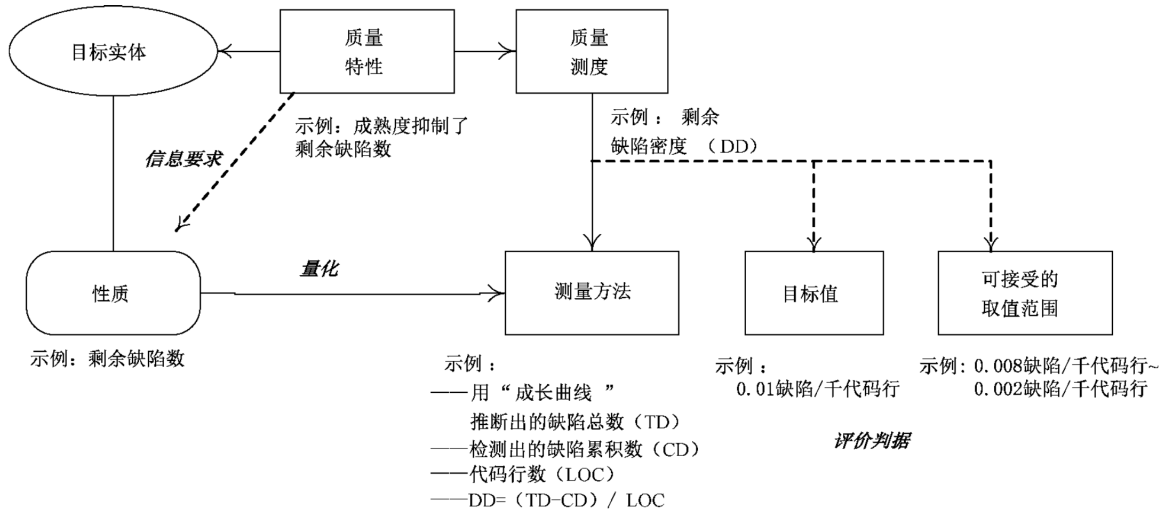 目标实体
质量
特性
质量
测度
示例：成熟度抑制了
剩余缺陷数
示例： 剩余
缺陷密度 （DD）
信息要求
性质
量化
测量方法
目标值
可接受的
取值范围
示例：剩余缺陷数
示例：
——用“成长曲线 ”
推断出的缺陷总数（TD）
——检测出的缺陷累积数（CD）
——代码行数（LOC）
——DD=（TD-CD）/ LOC
示例：
0.01缺陷/千代码行
示例: 0.008缺陷/千代码行~
0.002缺陷/千代码行
评价判据